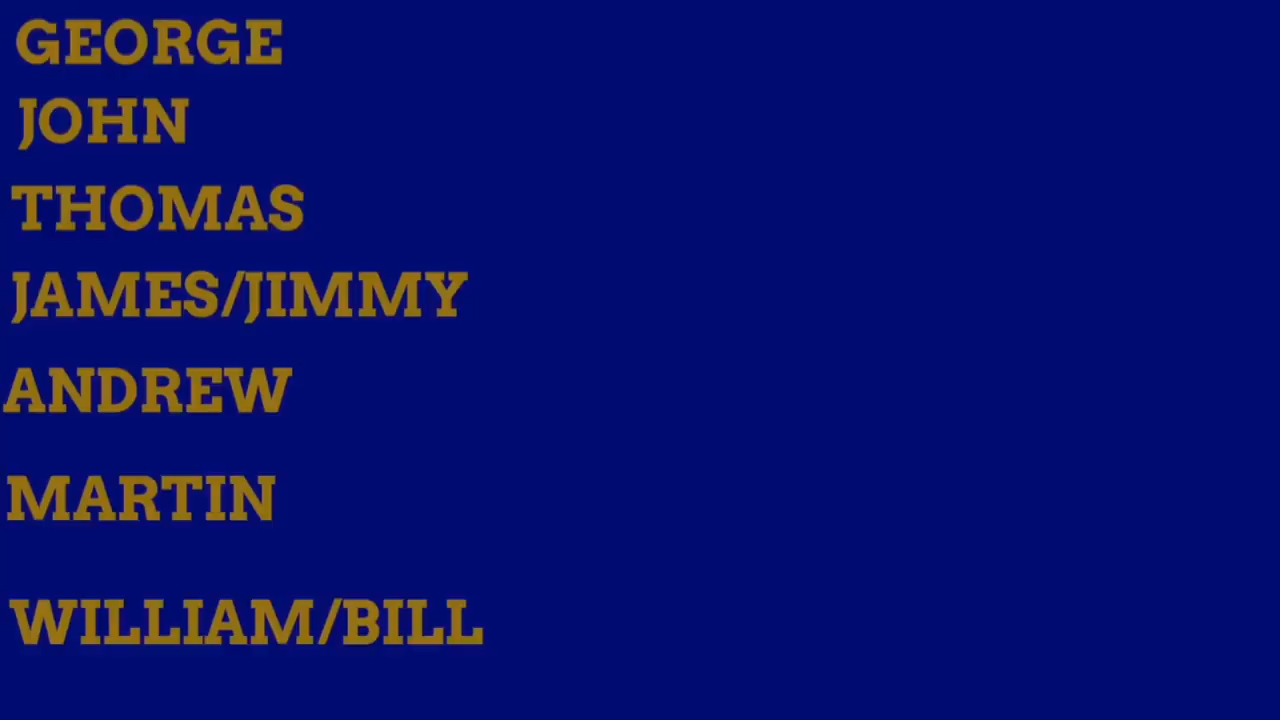 GEORGE
JOHN
THOMAS
JAMES/JIMMY
ANDREW
MARTIN
WILLIAM/BILL